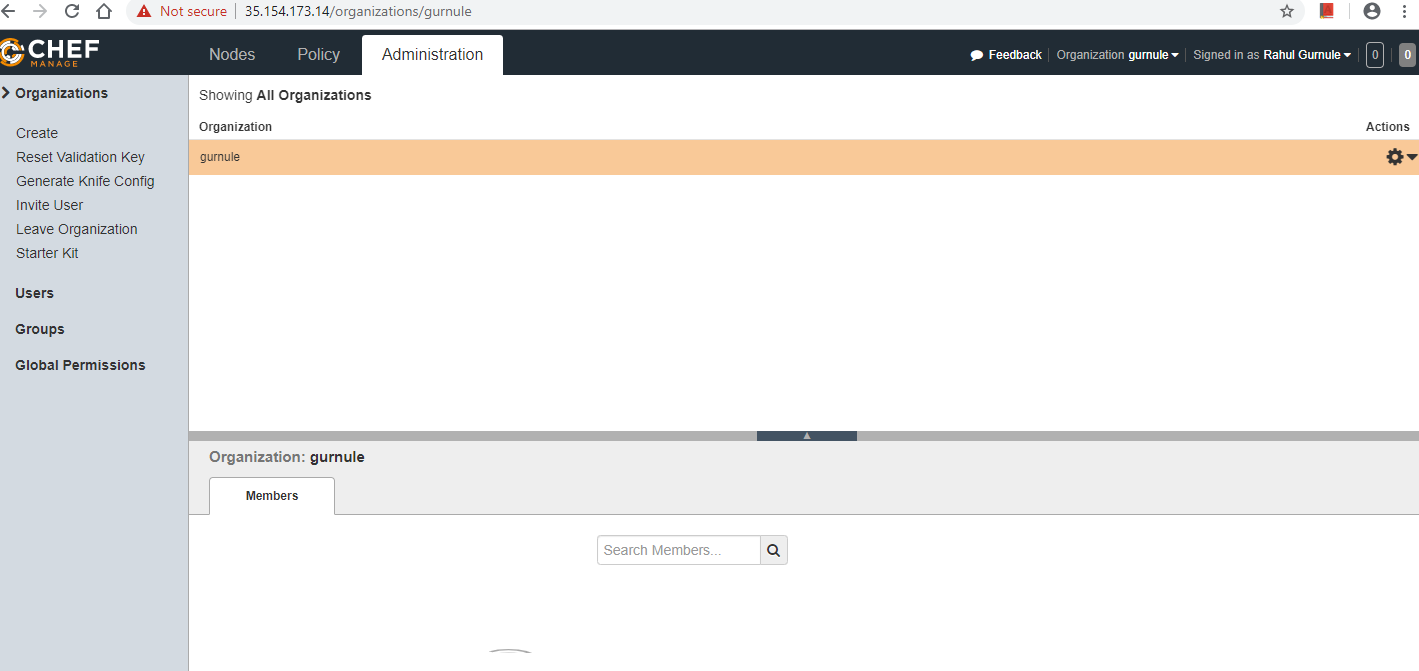 Not secure 35.154.173.14/organizations/gurnule
CHEF
MANAGE
Nodes Policy Administration Feedback Organization gurnule Signed in as Rahul Gurnule 0 0
Organizations
Create
Reset Validation Key
Generate Knife Config
Invite User
Leave Organization
Starter Kit
Users
Groups
Global Permissions
Showing All Organizations
Organization Actions
gurnule
Organization: gurnule
Members
Search Members...